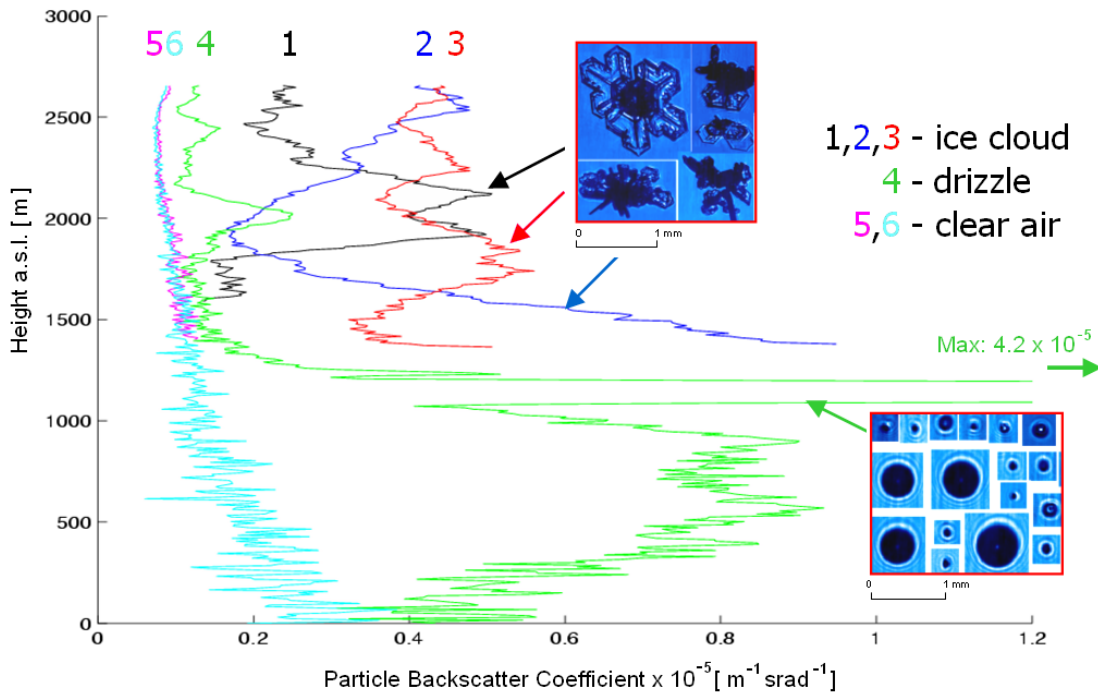 3000
2500
2000
1500
1000
500
0
Height a.s.l. [m]
5 6 4 1 2 3
0 1 mm
1,2,3 - ice cloud
4 - drizzle
5,6 - clear air
Max: 4.2 x 10⁻⁵
0 1 mm
0 0.2 0.4 0.6 0.8 1 1.2
Particle Backscatter Coefficient x 10⁻⁵ [ m⁻¹ srad⁻¹ ]